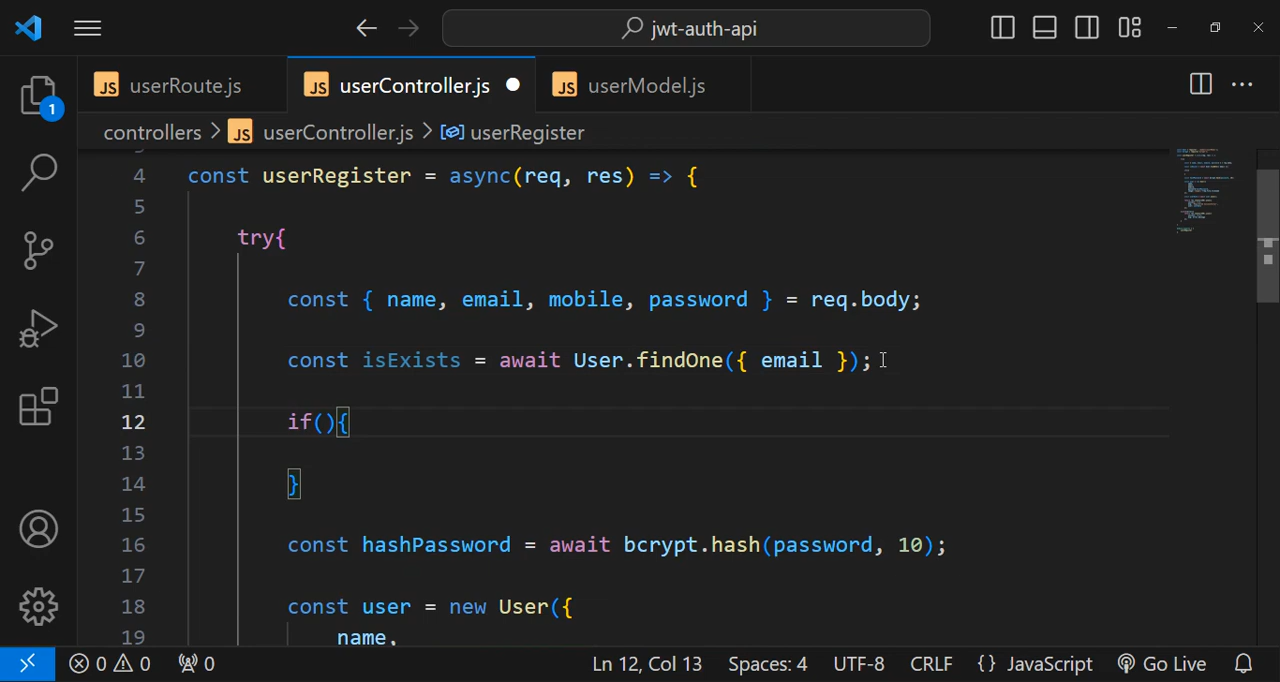 jwt-auth-api
JS userRoute.js JS userController.js JS userModel.js
controllers > JS userController.js > userRegister
4 const userRegister = async(req, res) => {
5
6 try{
7
8 const { name, email, mobile, password } = req.body;
9
10 const isExists = await User.findOne({ email });
11
12 if(){
13
14 }
15
16 const hashPassword = await bcrypt.hash(password, 10);
17
18 const user = new User({
19 name,
1
0 0 0 Ln 12, Col 13 Spaces: 4 UTF-8 CRLF {} JavaScript Go Live